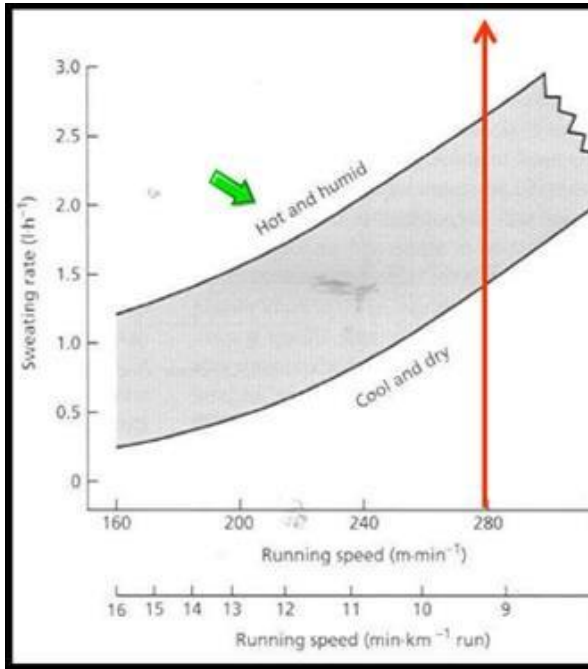 3.0
2.5
2.0
1.5
1.0
0.5
0
Sweating rate (l·h⁻¹)
Hot and humid
Cool and dry
160 200 240 280
Running speed (m·min⁻¹)
16 15 14 13 12 11 10 9
Running speed (min·km⁻¹ run)